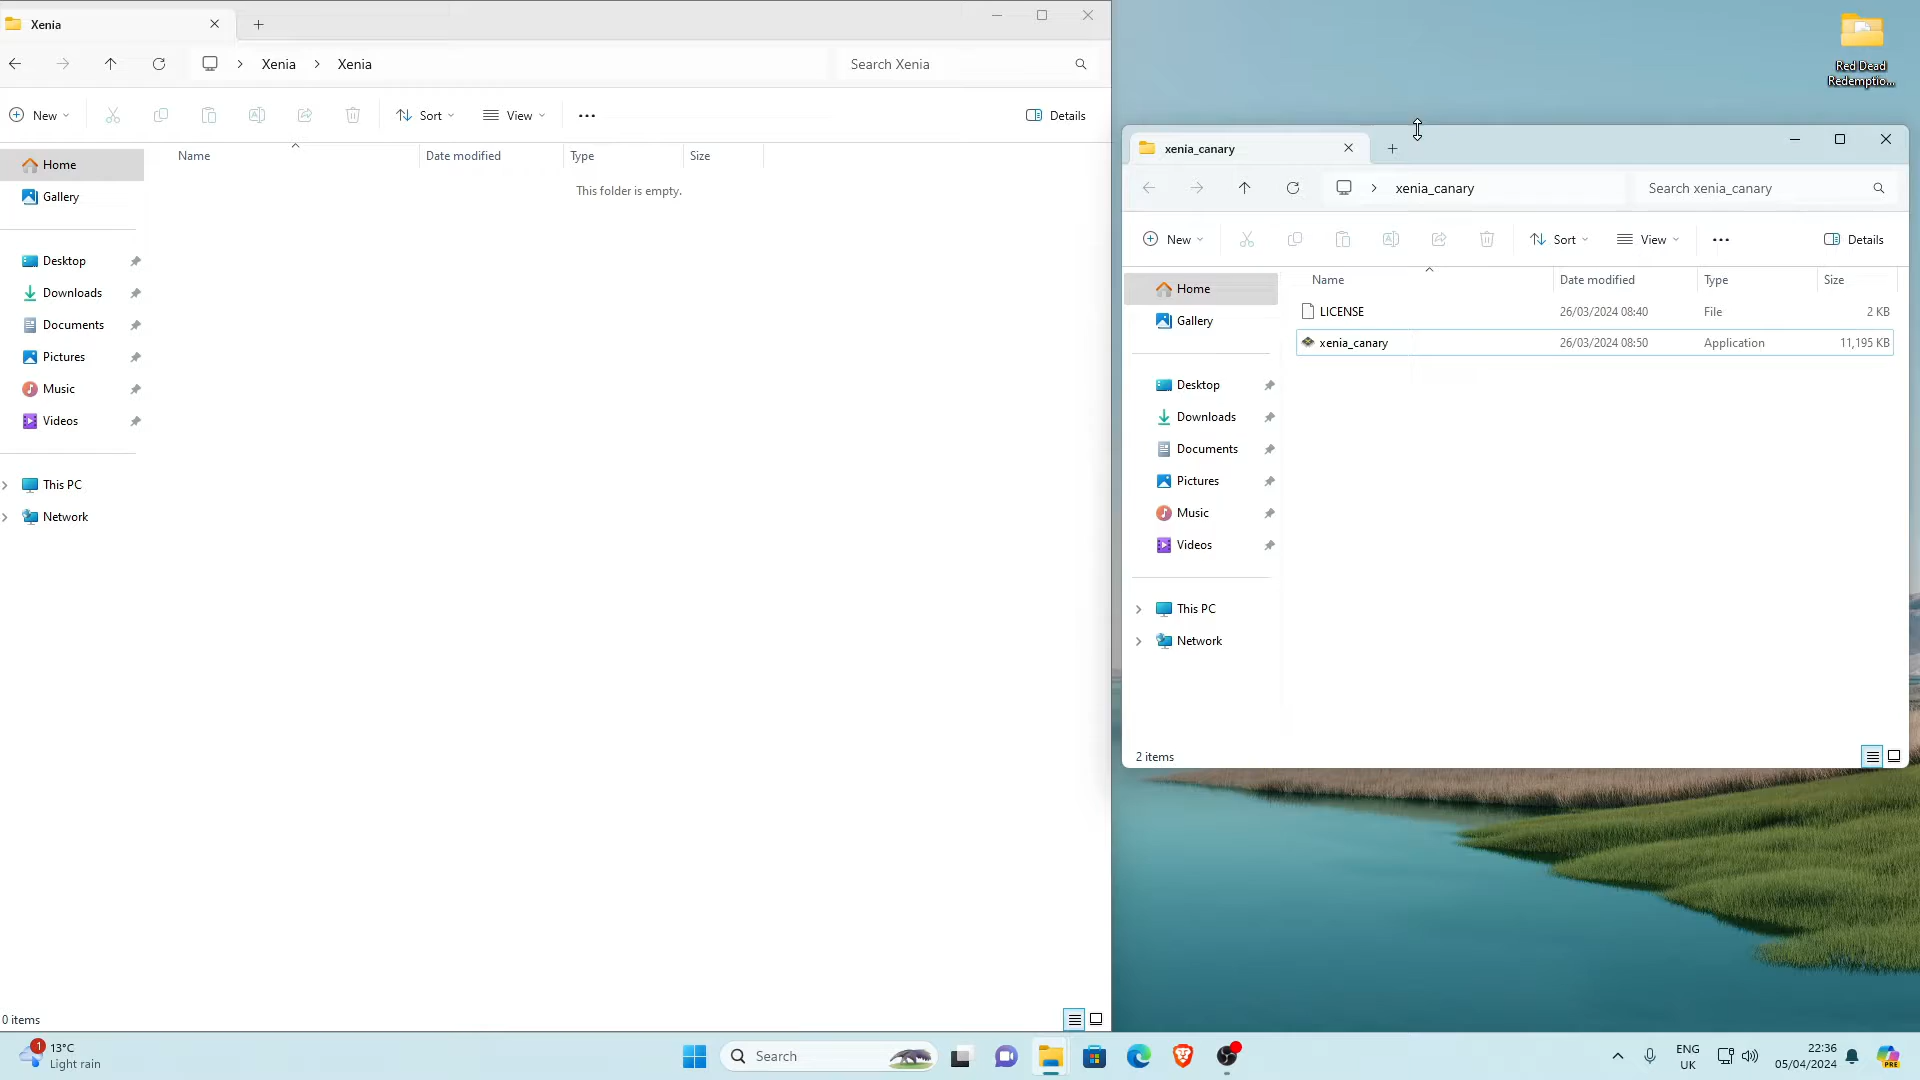 Xenia
Xenia
Xenia
Search Xenia
New
Sort
View
Details
Name
Date modified
Type
Size
This folder is empty.
Home
Gallery
Desktop
Downloads
Documents
Pictures
Music
Videos
This PC
Network
0 items
Red Dead
Redemptio...
xenia_canary
xenia_canary
Search xenia_canary
New
Sort
View
Details
Name
Date modified
Type
Size
LICENSE
26/03/2024 08:40
File
2 KB
xenia_canary
26/03/2024 08:50
Application
11,195 KB
Home
Gallery
Desktop
Downloads
Documents
Pictures
Music
Videos
This PC
Network
2 items
1
13°C
Light rain
Search
ENG
UK
22:36
05/04/2024
PRE